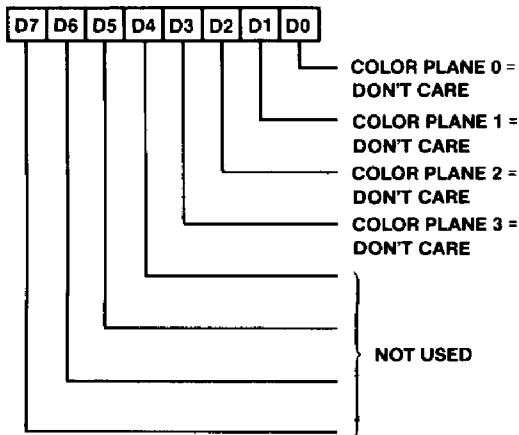 D7 D6 D5 D4 D3 D2 D1 D0
COLOR PLANE 0 =
DON'T CARE
COLOR PLANE 1 =
DON'T CARE
COLOR PLANE 2 =
DON'T CARE
COLOR PLANE 3 =
DON'T CARE
NOT USED